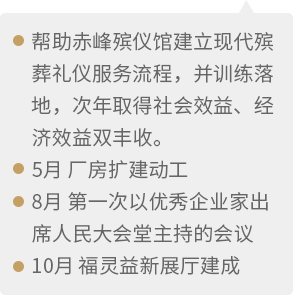 帮助赤峰殡仪馆建立现代殡
葬礼仪服务流程，并训练落
地，次年取得社会效益、经
济效益双丰收。
5月 厂房扩建动工
8月 第一次以优秀企业家出
席人民大会堂主持的会议
10月 福灵益新展厅建成